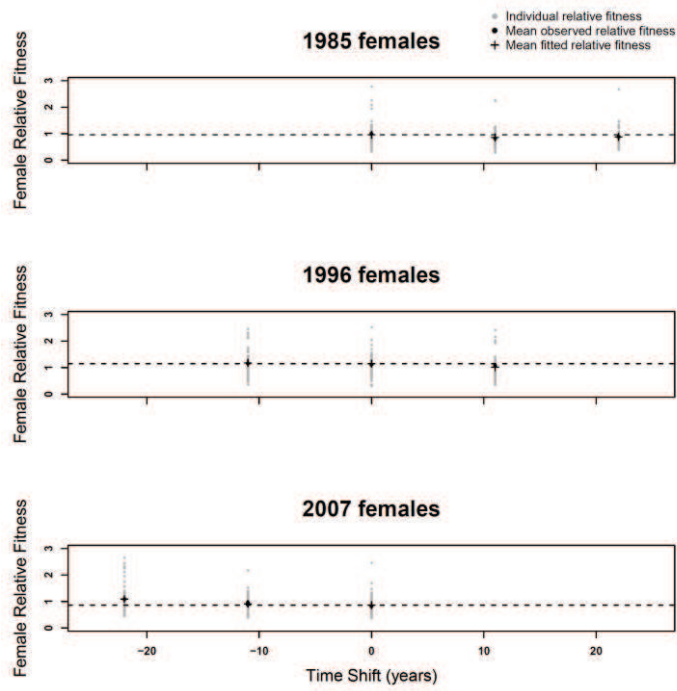 Individual relative fitness
Mean observed relative fitness
Mean fitted relative fitness
1985 females
Female Relative Fitness
3
2
1
0
1996 females
Female Relative Fitness
3
2
1
0
2007 females
Female Relative Fitness
3
2
1
0
−20 −10 0 10 20
Time Shift (years)